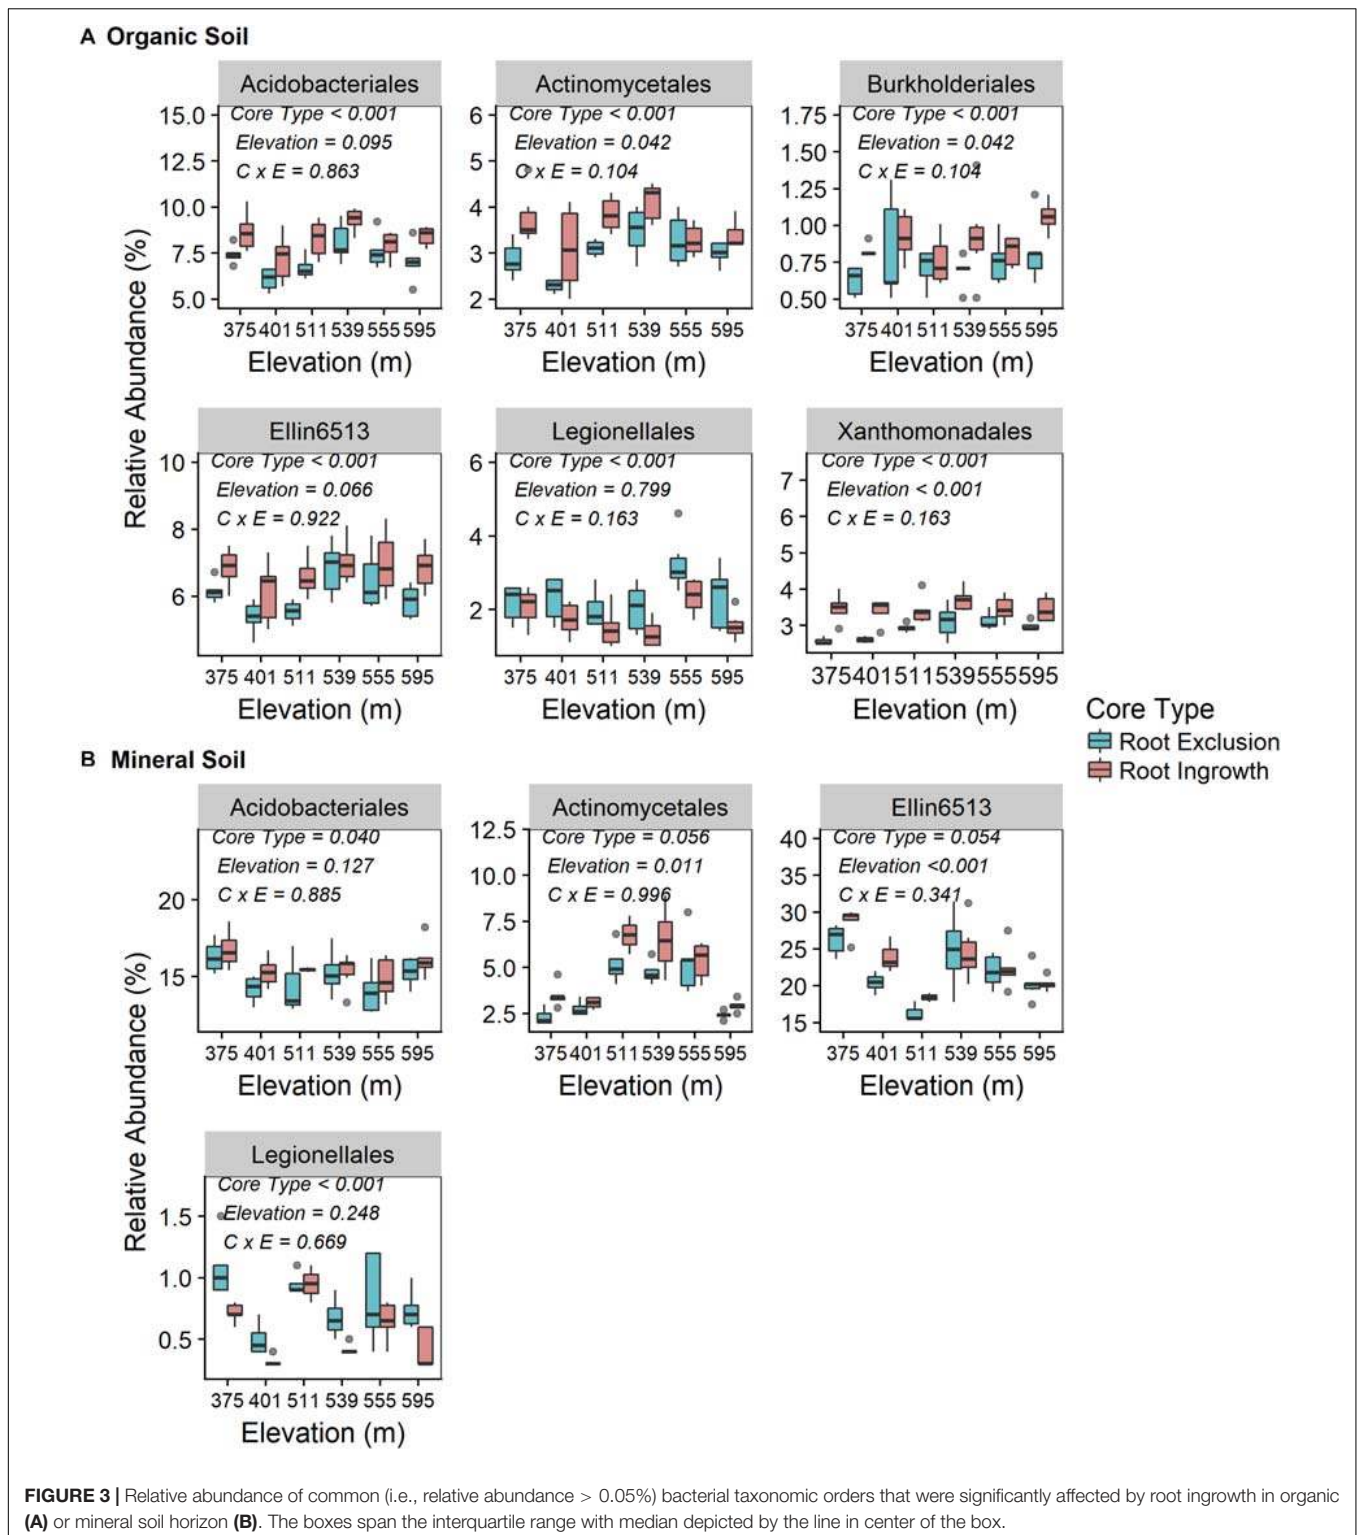 A Organic Soil
Acidobacteriales
Actinomycetales
Burkholderiales
Core Type < 0.001
Elevation = 0.095
C x E = 0.863
15.0
12.5
10.0
7.5
5.0
375 401 511 539 555 595
Elevation (m)
Core Type < 0.001
Elevation = 0.042
C x E = 0.104
6
5
4
3
2
375 401 511 539 555 595
Elevation (m)
Core Type < 0.001
Elevation = 0.042
C x E = 0.104
1.75
1.50
1.25
1.00
0.75
0.50
375 401 511 539 555 595
Elevation (m)
Relative Abundance (%)
Ellin6513
Legionellales
Xanthomonadales
Core Type < 0.001
Elevation = 0.066
C x E = 0.922
10
8
6
375 401 511 539 555 595
Elevation (m)
Core Type < 0.001
Elevation = 0.799
C x E = 0.163
6
4
2
375 401 511 539 555 595
Elevation (m)
Core Type < 0.001
Elevation < 0.001
C x E = 0.163
7
6
5
4
3
375 401 511 539 555 595
Elevation (m)
Core Type
Root Exclusion
Root Ingrowth
B Mineral Soil
Acidobacteriales
Actinomycetales
Ellin6513
Core Type = 0.040
Elevation = 0.127
C x E = 0.885
20
15
375 401 511 539 555 595
Elevation (m)
Core Type = 0.056
Elevation = 0.011
C x E = 0.996
12.5
10.0
7.5
5.0
2.5
375 401 511 539 555 595
Elevation (m)
Core Type = 0.054
Elevation <0.001
C x E = 0.341
40
35
30
25
20
15
375 401 511 539 555 595
Elevation (m)
Relative Abundance (%)
Legionellales
Core Type < 0.001
Elevation = 0.248
C x E = 0.669
1.5
1.0
0.5
375 401 511 539 555 595
Elevation (m)
FIGURE 3 | Relative abundance of common (i.e., relative abundance > 0.05%) bacterial taxonomic orders that were significantly affected by root ingrowth in organic
(A) or mineral soil horizon (B). The boxes span the interquartile range with median depicted by the line in center of the box.